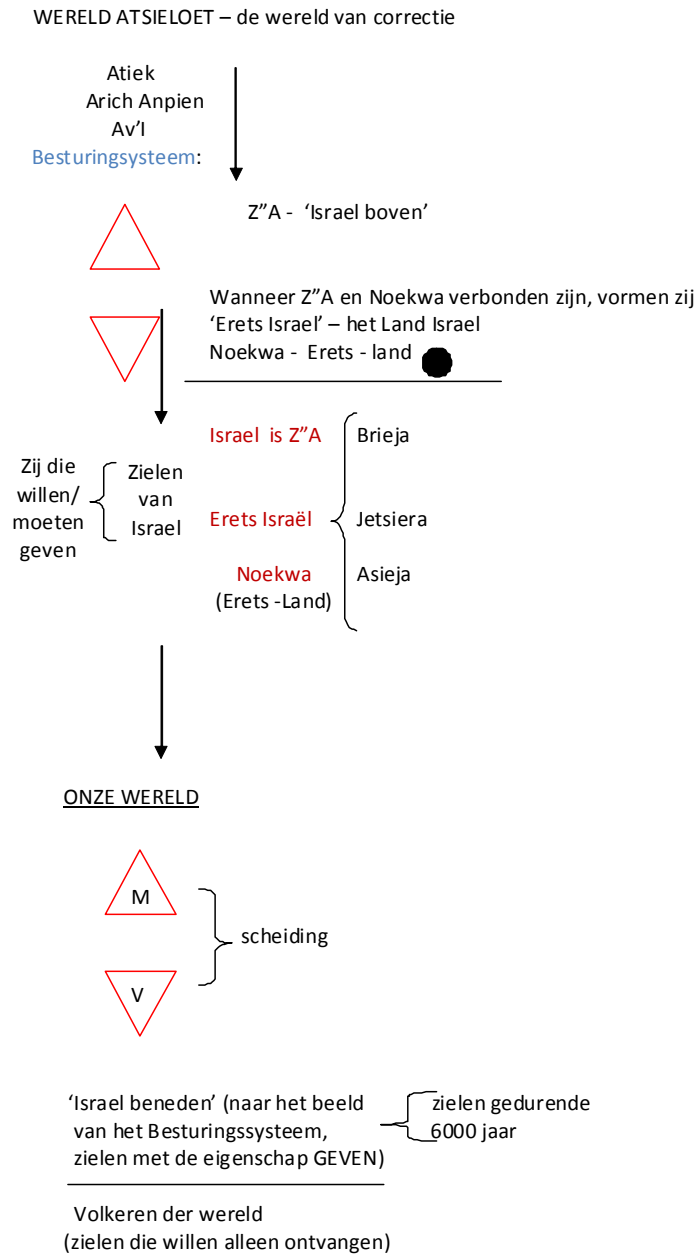 WERELD ATSIELOET – de wereld van correctie
Atiek
Arich Anpien
Av’I
Besturingsysteem:
Z”A - ‘Israel boven’
Wanneer Z”A en Noekwa verbonden zijn, vormen zij
‘Erets Israel’ – het Land Israel
Noekwa - Erets - land
Israel is Z”A
Brieja
Zij die
willen/
moeten
geven
Zielen
van
Israel
Erets Israël
Jetsiera
Noekwa
(Erets -Land)
Asieja
ONZE WERELD
M
scheiding
V
‘Israel beneden’ (naar het beeld
van het Besturingssysteem,
zielen met de eigenschap GEVEN)
zielen gedurende
6000 jaar
Volkeren der wereld
(zielen die willen alleen ontvangen)